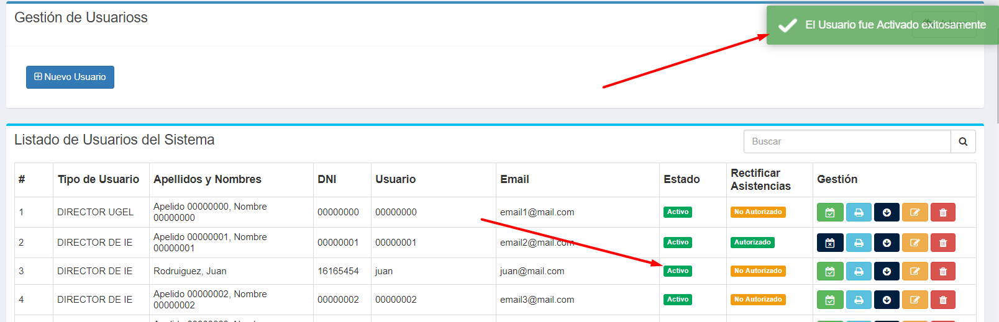 Gestión de Usuarioss
El Usuario fue Activado exitosamente
Nuevo Usuario
Listado de Usuarios del Sistema
Buscar
# Tipo de Usuario Apellidos y Nombres DNI Usuario Email Estado Rectificar Asistencias Gestión
1 DIRECTOR UGEL Apelido 00000000, Nombre 00000000 00000000 00000000 email1@mail.com Activo No Autorizado
2 DIRECTOR DE IE Apelido 00000001, Nombre 00000001 00000001 00000001 email2@mail.com Activo Autorizado
3 DIRECTOR DE IE Rodruiguez, Juan 16165454 juan juan@mail.com Activo No Autorizado
4 DIRECTOR DE IE Apelido 00000002, Nombre 00000002 00000002 00000002 email3@mail.com Activo No Autorizado